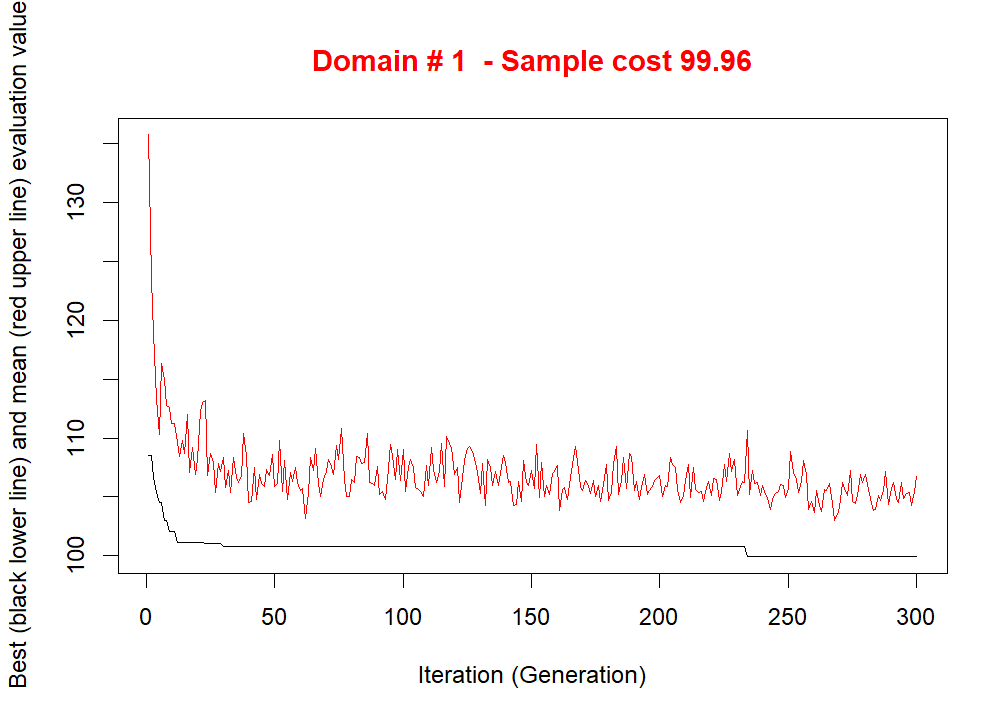 Domain # 1  - Sample cost 99.96
Best (black lower line) and mean (red upper line) evaluation value
130
120
110
100
0 50 100 150 200 250 300
Iteration (Generation)